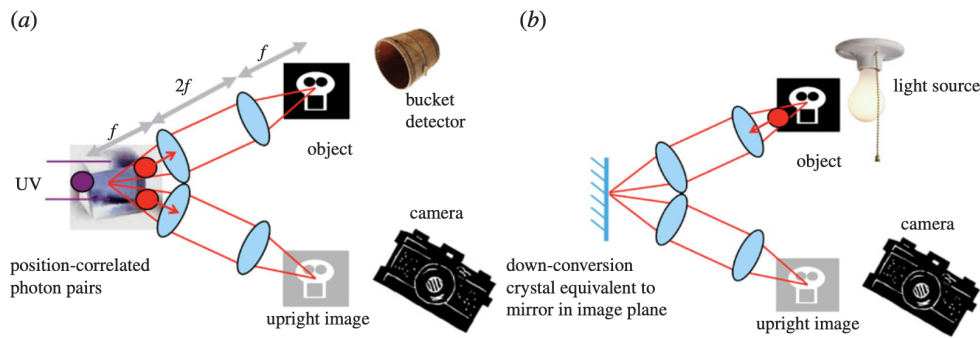 (a)
f
2f
f
bucket
detector
object
UV
camera
position-correlated
photon pairs
upright image
(b)
light source
object
camera
down-conversion
crystal equivalent to
mirror in image plane
upright image